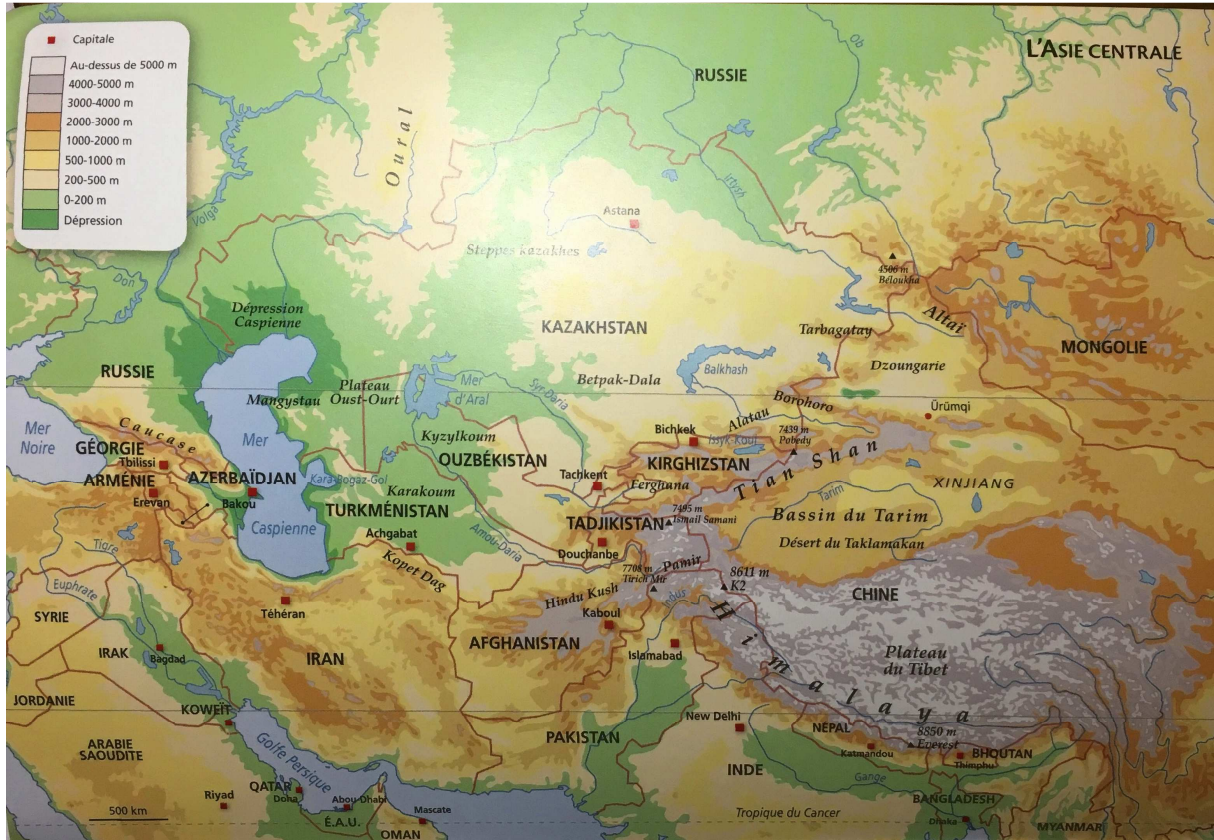 L'ASIE CENTRALE
Capitale
Au-dessus de 5000 m
4000-5000 m
3000-4000 m
2000-3000 m
1000-2000 m
500-1000 m
200-500 m
0-200 m
Dépression
RUSSIE
Ob
Oural
Irtysh
Volga
Astana
Steppes kazakhes
Don
4506 m
Béloukha
Dépression
Caspienne
Altaï
KAZAKHSTAN
Tarbagatay
MONGOLIE
RUSSIE
Dzoungarie
Balkhash
Betpak-Dala
Plateau
Oust-Ourt
Mer
d'Aral
Syr-Daria
Mangystau
Borohoro
Ürümqi
Alatau
Caucase
Mer
Noire
Mer
Caspienne
Kyzylkoum
Bichkek
Issyk-Koul
7439 m
Pobedy
GÉORGIE
Tbilissi
OUZBÉKISTAN
KIRGHIZSTAN
Tian Shan
ARMÉNIE
AZERBAÏDJAN
Kara-Bogaz-Gol
Tachkent
Ferghana
XINJIANG
Erevan
Bakou
Karakoum
Tarim
TURKMÉNISTAN
7495 m
Ismail Samani
Bassin du Tarim
TADJIKISTAN
Achgabat
Amou-Daria
Désert du Taklamakan
Tigre
Douchanbe
Kopet Dag
7708 m
Tirich Mir
Pamir
8611 m
K2
Euphrate
Hindu Kush
CHINE
Téhéran
Kaboul
Indus
Himalaya
SYRIE
AFGHANISTAN
IRAK
Bagdad
IRAN
Islamabad
Plateau
du Tibet
JORDANIE
KOWEÏT
New Delhi
NÉPAL
8850 m
Everest
ARABIE
SAOUDITE
Golfe Persique
PAKISTAN
Katmandou
BHOUTAN
Thimphu
INDE
Gange
QATAR
Doha
Riyad
Abou Dhabi
Mascate
BANGLADESH
500 km
É.A.U.
Tropique du Cancer
Dhaka
OMAN
MYANMAR